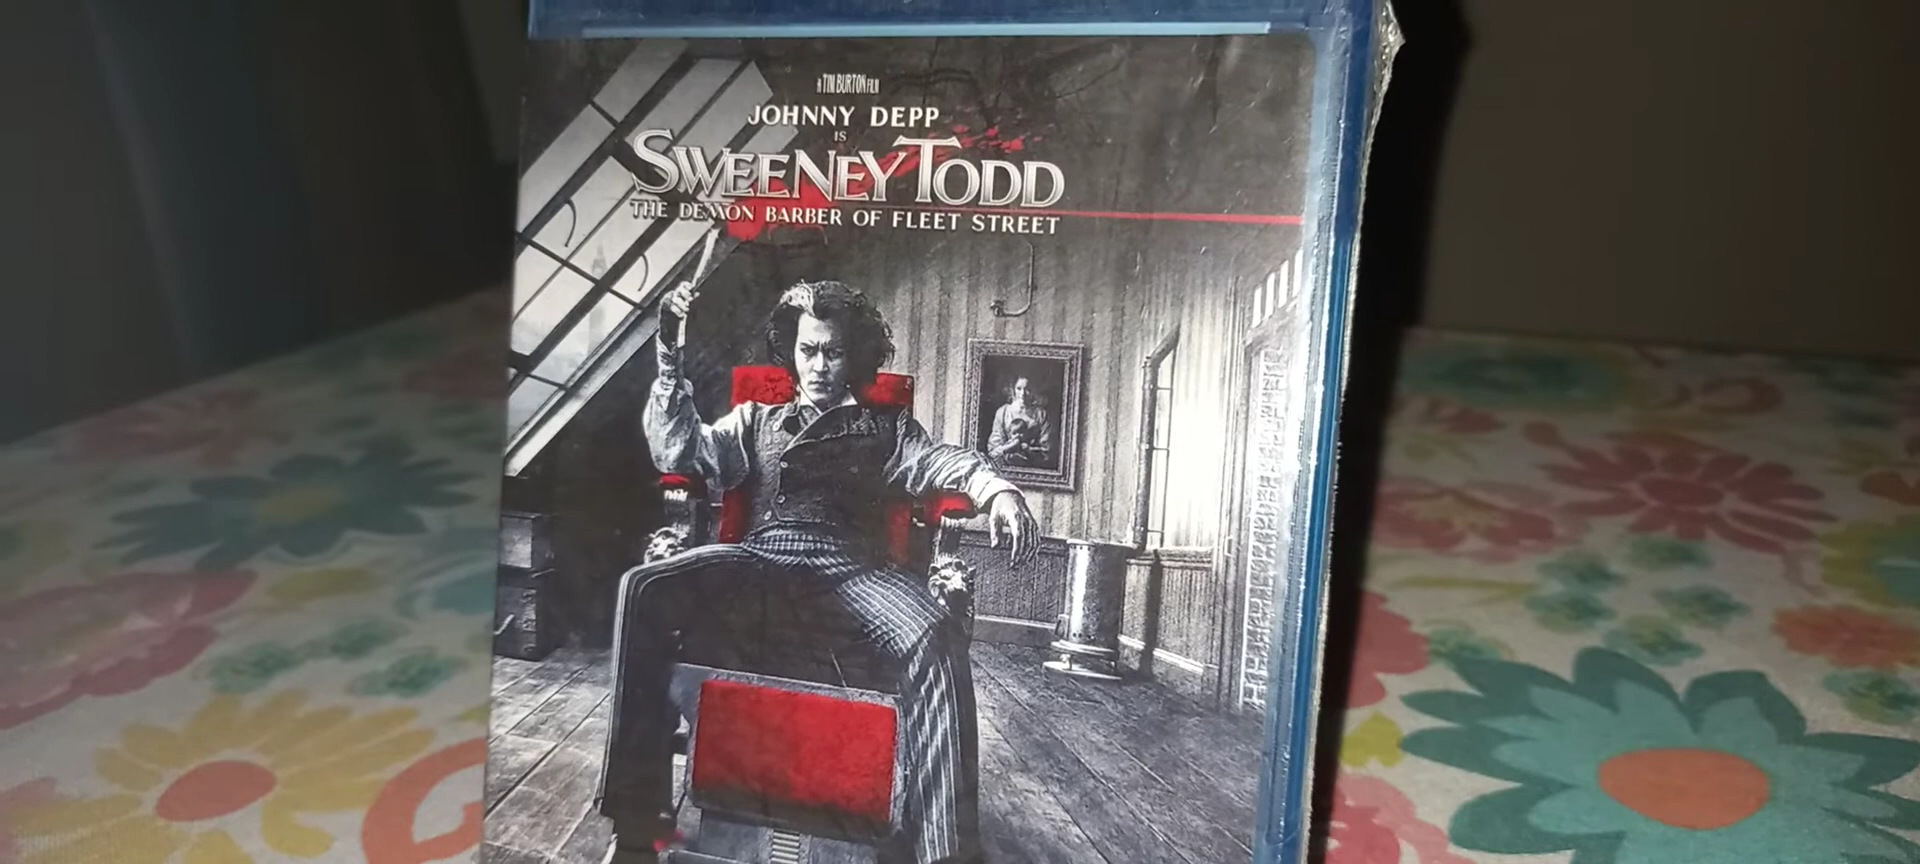 A TIM BURTON FILM
JOHNNY DEPP
IS
SWEENEY TODD
THE DEMON BARBER OF FLEET STREET